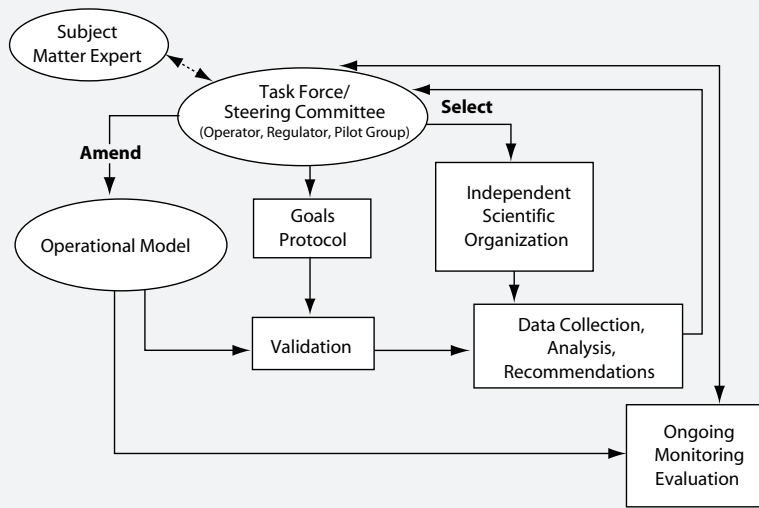 Subject
Matter Expert
Task Force/
Steering Committee
(Operator, Regulator, Pilot Group)
Select
Amend
Independent
Scientific
Organization
Goals
Protocol
Operational Model
Validation
Data Collection,
Analysis,
Recommendations
Ongoing
Monitoring
Evaluation